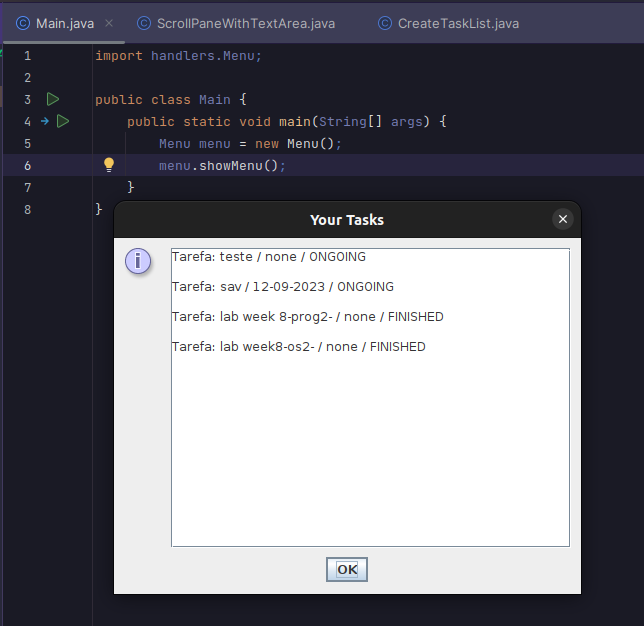 Main.java
ScrollPaneWithTextArea.java
CreateTaskList.java
1 import handlers.Menu;
2
3 public class Main {
4 public static void main(String[] args) {
5 Menu menu = new Menu();
6 menu.showMenu();
7 }
8 }
Your Tasks
Tarefa: teste / none / ONGOING
Tarefa: sav / 12-09-2023 / ONGOING
Tarefa: lab week 8-prog2- / none / FINISHED
Tarefa: lab week8-os2- / none / FINISHED
OK